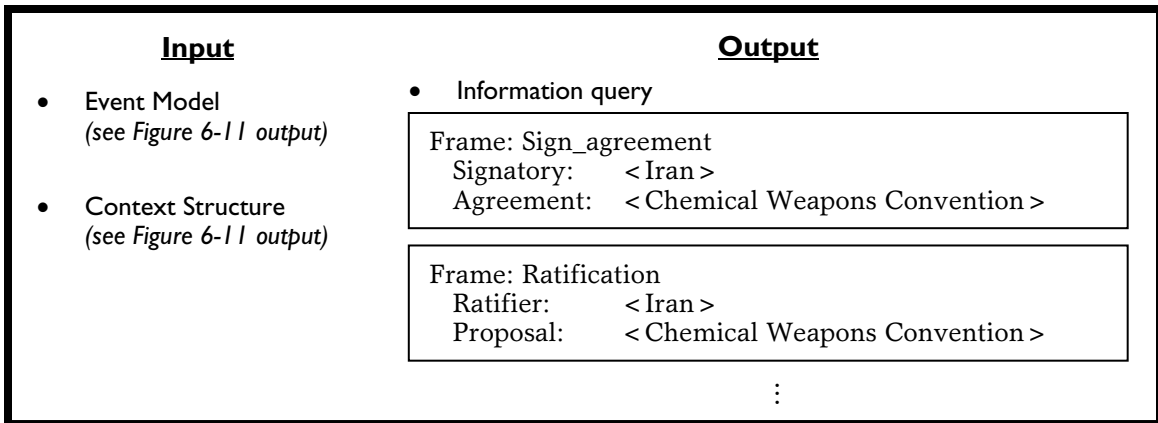 Input
• Event Model
(see Figure 6-11 output)
• Context Structure
(see Figure 6-11 output)
Output
• Information query
Frame: Sign_agreement
Signatory: <Iran>
Agreement: <Chemical Weapons Convention>
Frame: Ratification
Ratifier: <Iran>
Proposal: <Chemical Weapons Convention>
⋮